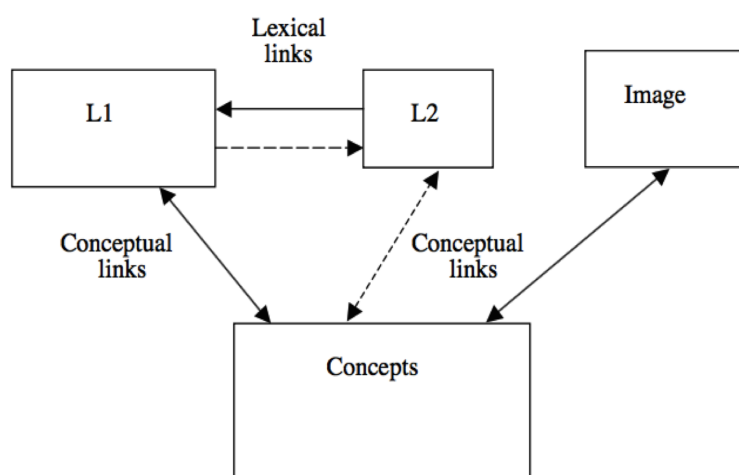 Lexical
links
L1
L2
Image
Conceptual
links
Conceptual
links
Concepts